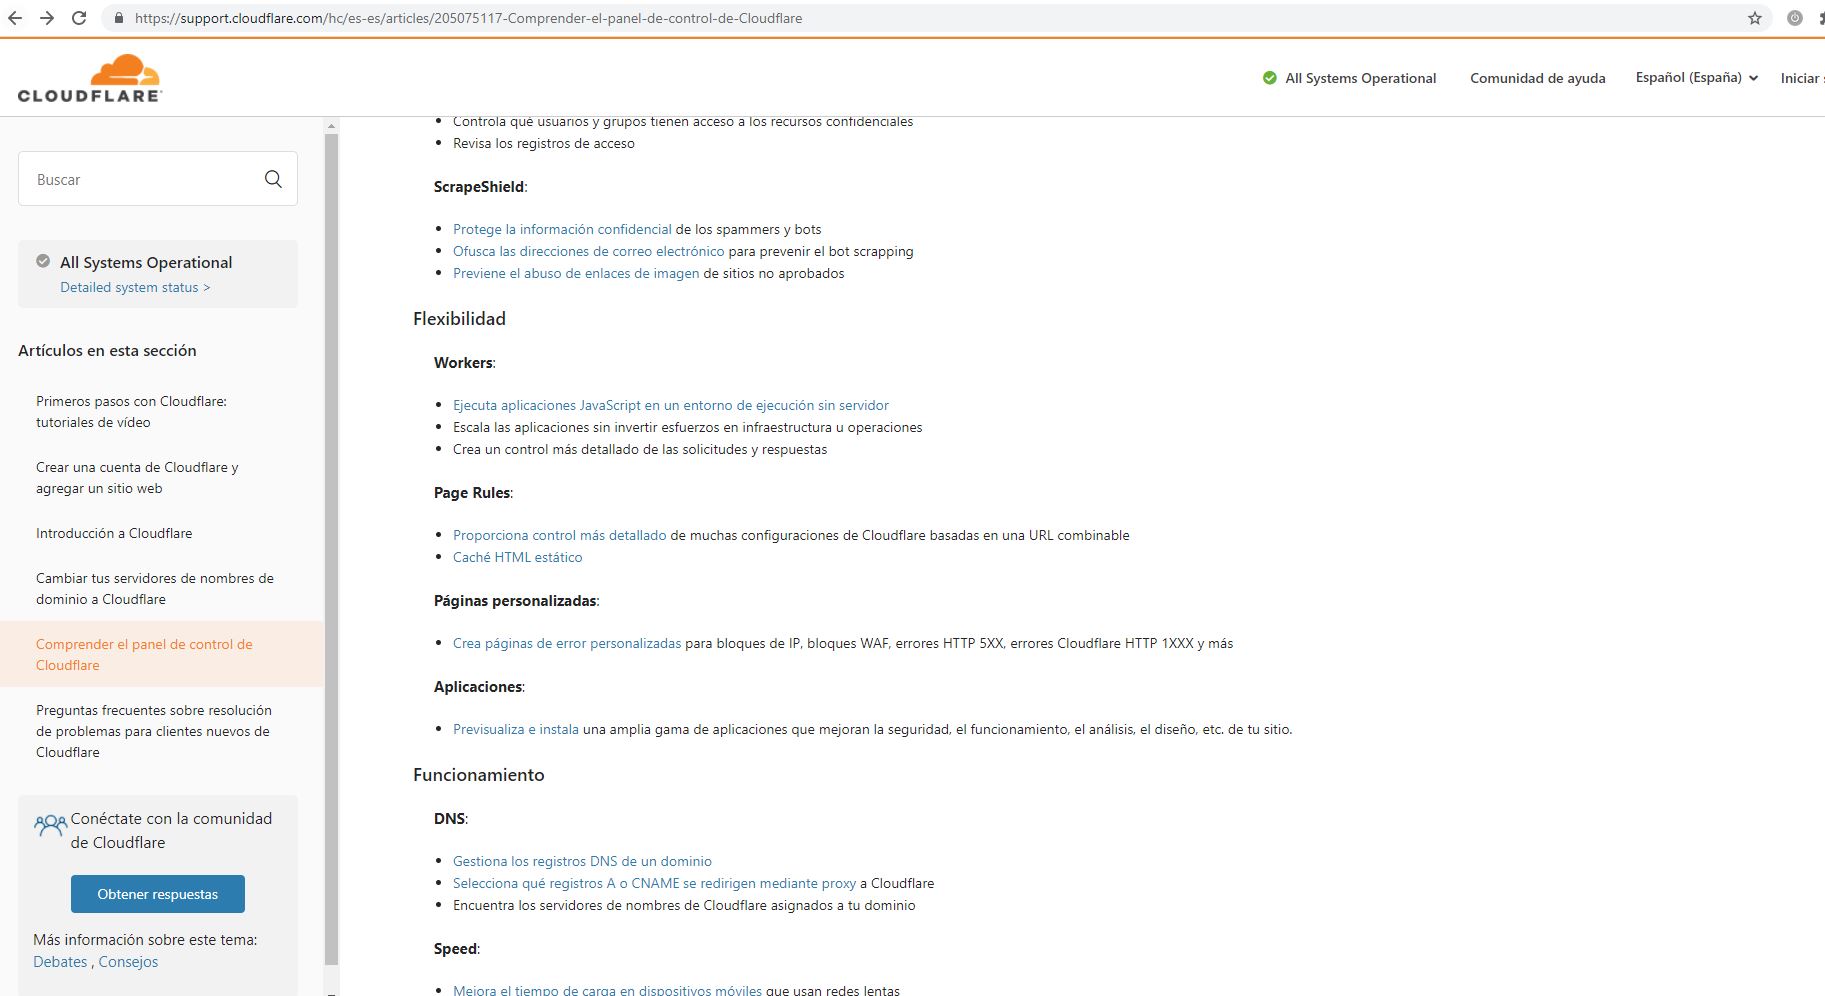 https://support.cloudflare.com/hc/es-es/articles/205075117-Comprender-el-panel-de-control-de-Cloudflare
CLOUDFLARE
All Systems Operational
Comunidad de ayuda
Español (España)
Iniciar
Buscar
All Systems Operational
Detailed system status >
Artículos en esta sección
Primeros pasos con Cloudflare:
tutoriales de vídeo
Crear una cuenta de Cloudflare y
agregar un sitio web
Introducción a Cloudflare
Cambiar tus servidores de nombres de
dominio a Cloudflare
Comprender el panel de control de
Cloudflare
Preguntas frecuentes sobre resolución
de problemas para clientes nuevos de
Cloudflare
Conéctate con la comunidad
de Cloudflare
Obtener respuestas
Más información sobre este tema:
Debates , Consejos
Controla qué usuarios y grupos tienen acceso a los recursos confidenciales
Revisa los registros de acceso
ScrapeShield:
Protege la información confidencial de los spammers y bots
Ofusca las direcciones de correo electrónico para prevenir el bot scrapping
Previene el abuso de enlaces de imagen de sitios no aprobados
Flexibilidad
Workers:
Ejecuta aplicaciones JavaScript en un entorno de ejecución sin servidor
Escala las aplicaciones sin invertir esfuerzos en infraestructura u operaciones
Crea un control más detallado de las solicitudes y respuestas
Page Rules:
Proporciona control más detallado de muchas configuraciones de Cloudflare basadas en una URL combinable
Caché HTML estático
Páginas personalizadas:
Crea páginas de error personalizadas para bloques de IP, bloques WAF, errores HTTP 5XX, errores Cloudflare HTTP 1XXX y más
Aplicaciones:
Previsualiza e instala una amplia gama de aplicaciones que mejoran la seguridad, el funcionamiento, el análisis, el diseño, etc. de tu sitio.
Funcionamiento
DNS:
Gestiona los registros DNS de un dominio
Selecciona qué registros A o CNAME se redirigen mediante proxy a Cloudflare
Encuentra los servidores de nombres de Cloudflare asignados a tu dominio
Speed:
Mejora el tiempo de carga en dispositivos móviles que usan redes lentas